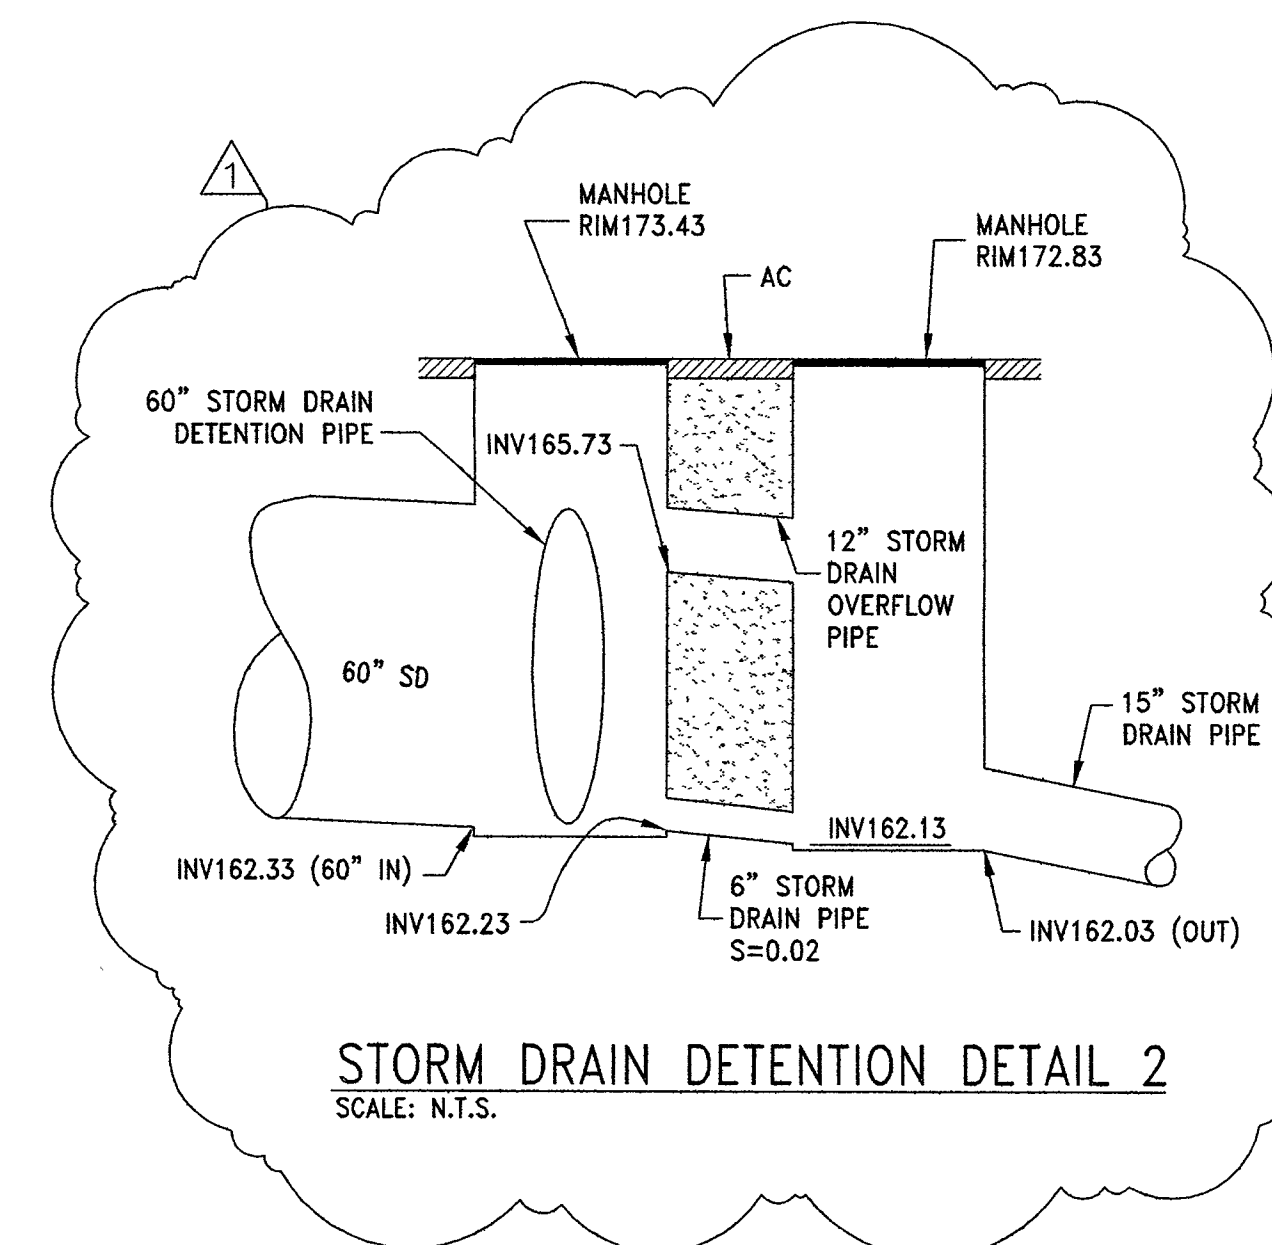 1
MANHOLE
RIM173.43
MANHOLE
RIM172.83
AC
60” STORM DRAIN
DETENTION PIPE
INV165.73
12” STORM
DRAIN
OVERFLOW
PIPE
60” SD
15” STORM
DRAIN PIPE
INV162.13
INV162.33 (60” IN)
INV162.23
6” STORM
DRAIN PIPE
S=0.02
INV162.03 (OUT)
STORM DRAIN DETENTION DETAIL 2
SCALE: N.T.S.